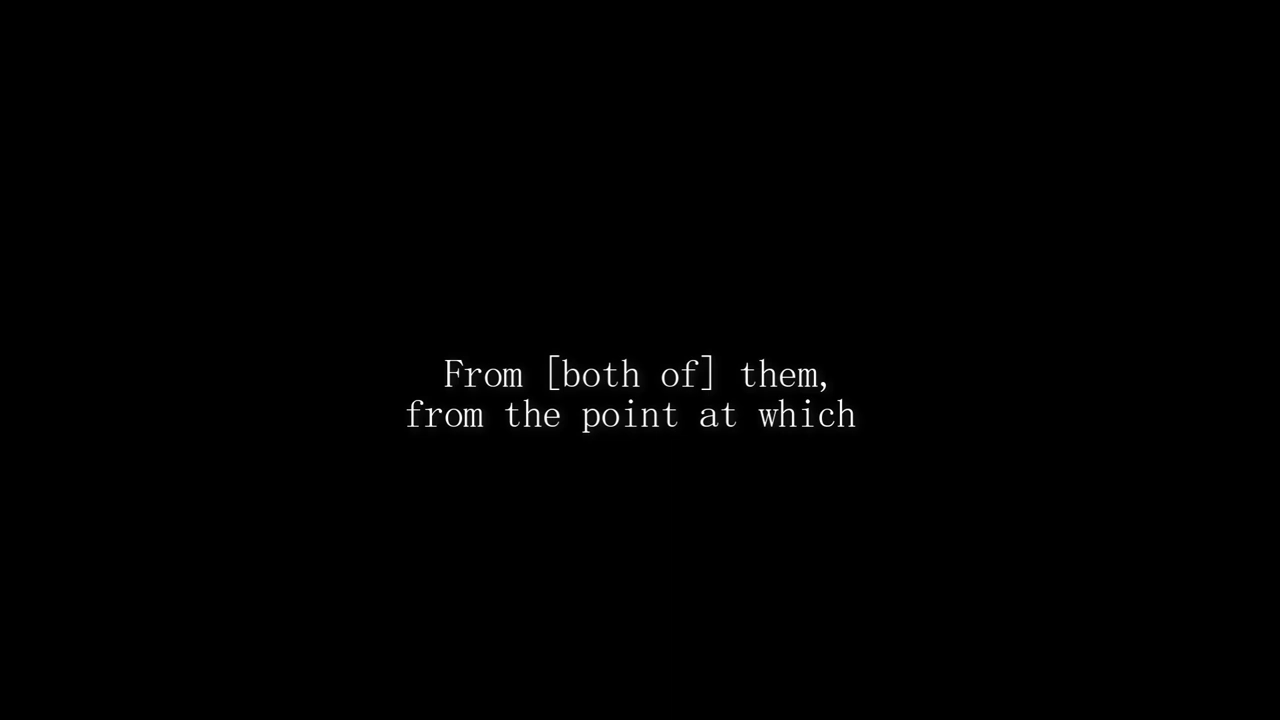 From [both of] them,
from the point at which